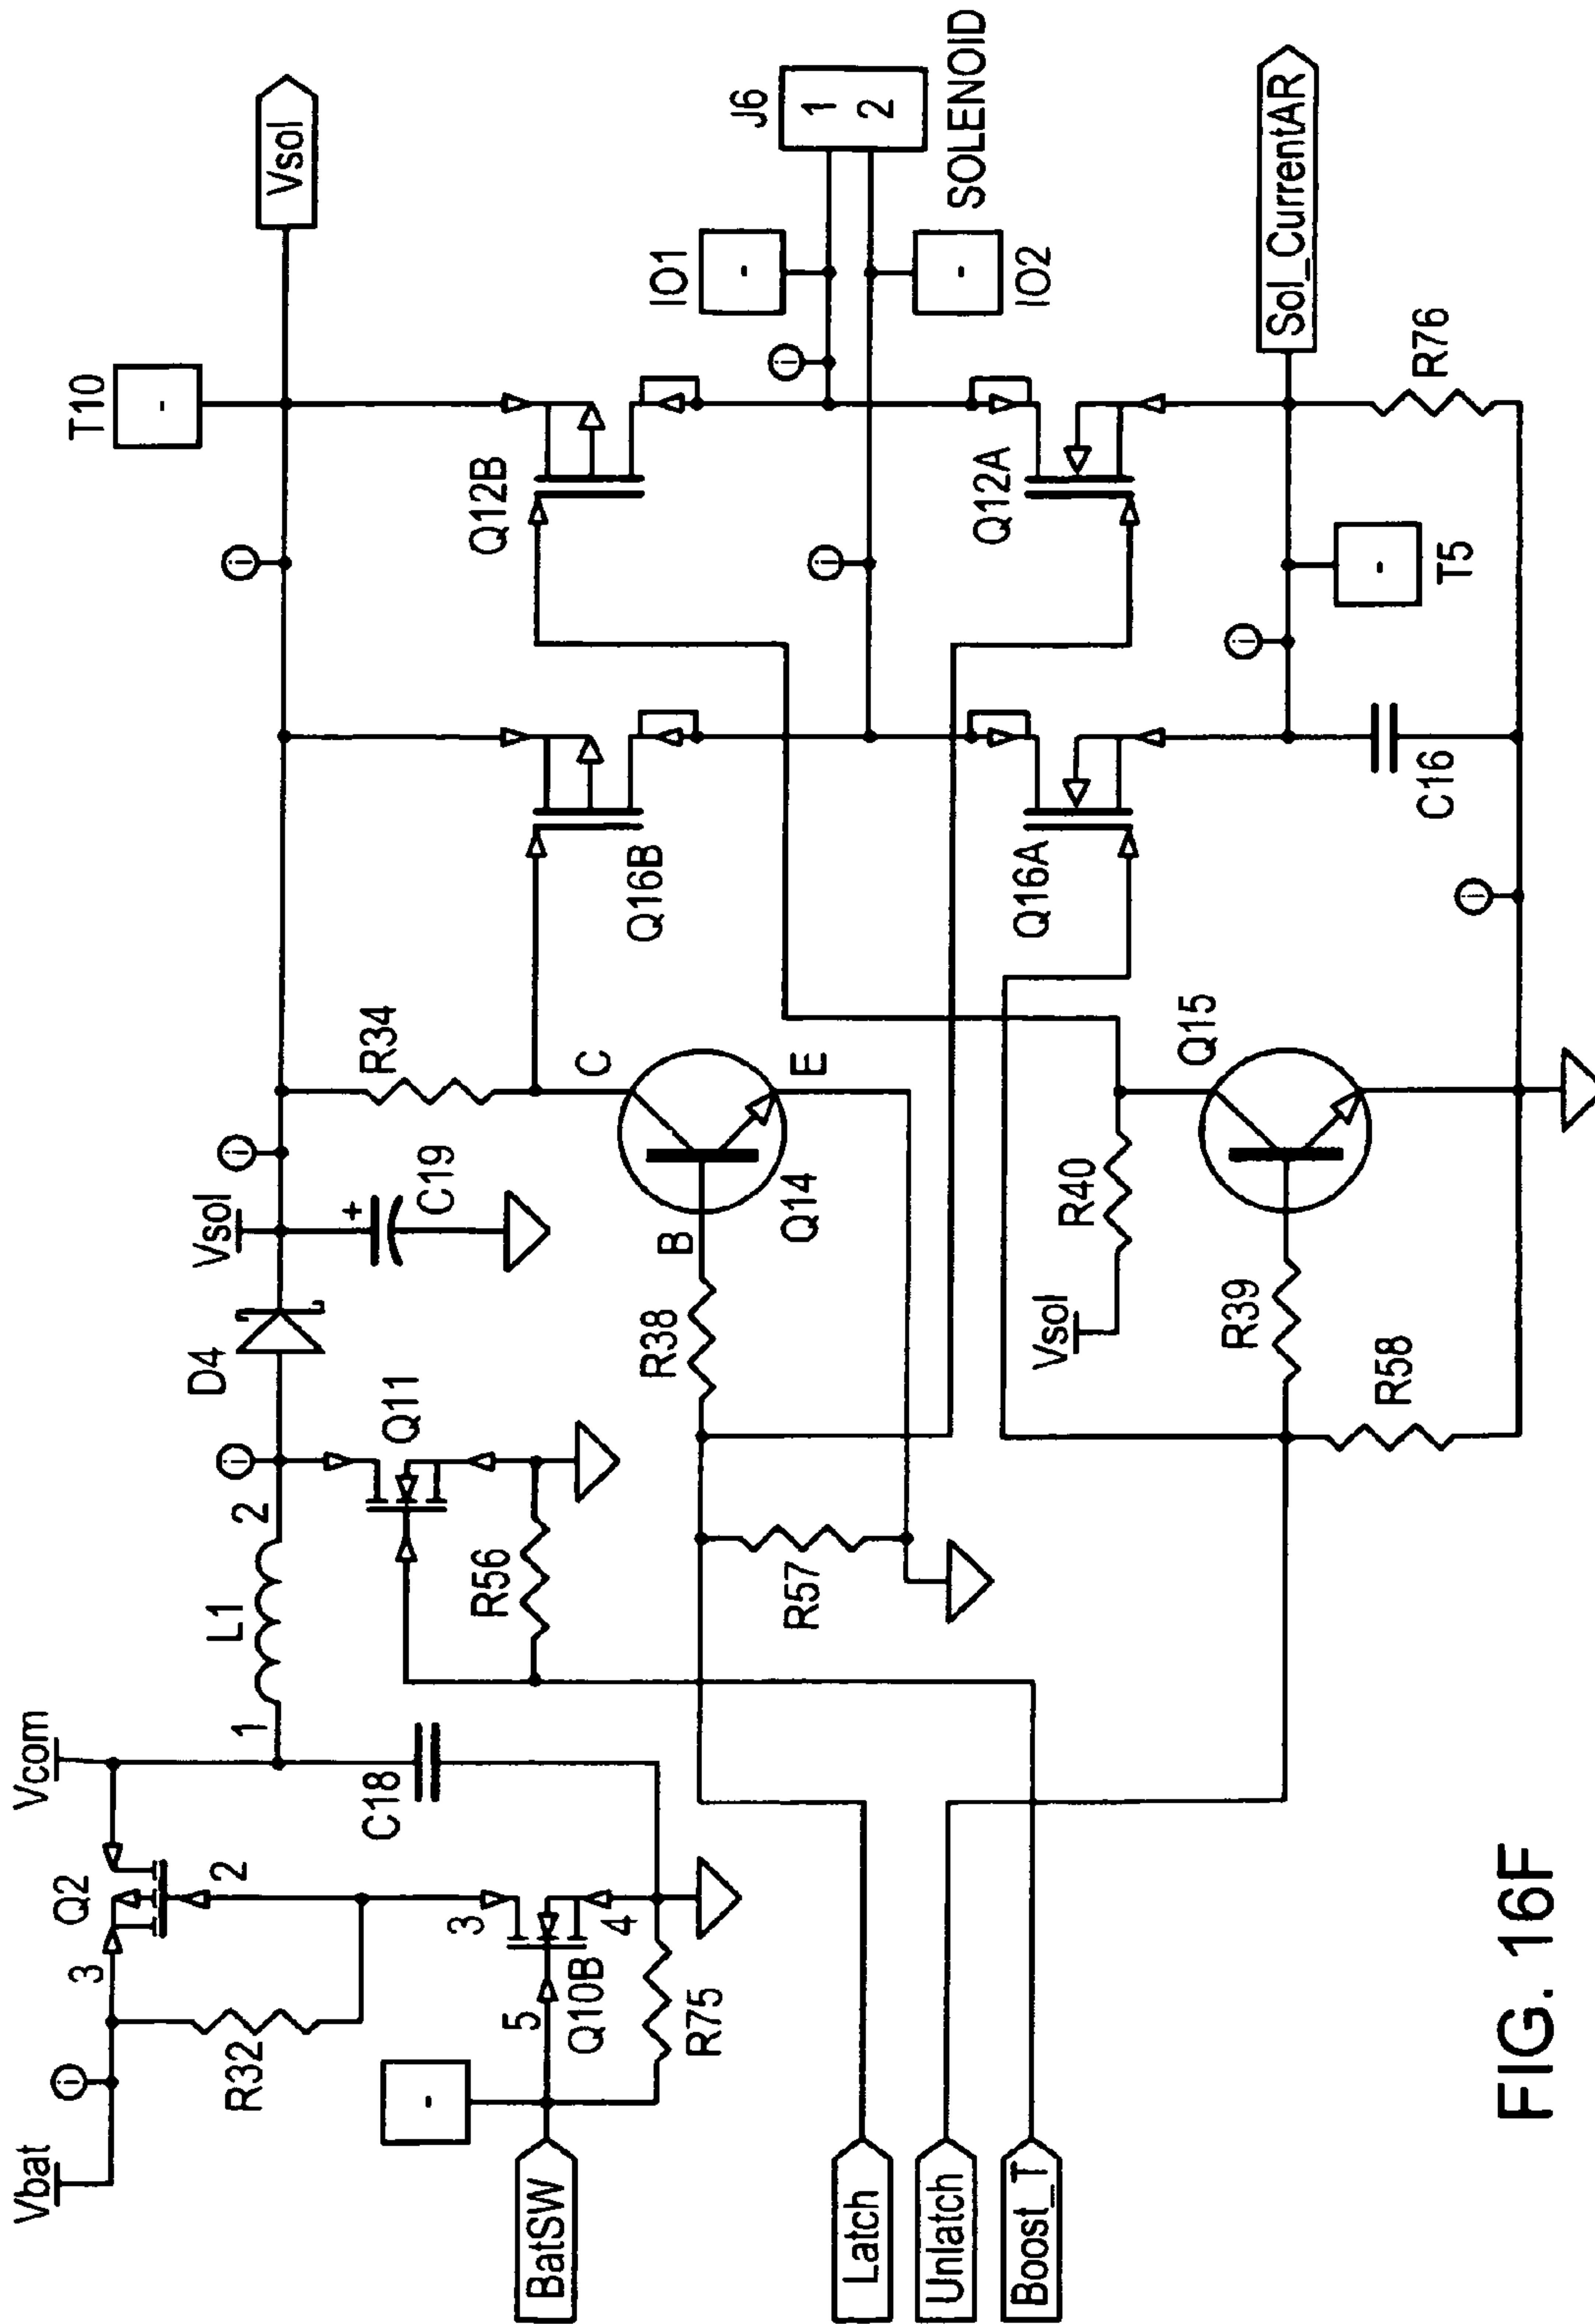 Vbat
Vcom
Q2
3
2
R32
BatSW
5
3
4
Q10B
R75
C18
1
L1
2
D4
Q11
R56
Vsol
+
C19
R34
T10
Vsol
Latch
Unlatch
Boost_T
R57
R38
B
C
E
Q14
Q16B
Q12B
IO1
J6
1
2
SOLENOID
IO2
Vsol
R40
Q15
R39
R58
Q16A
Q12A
C16
T5
Sol_CurrentAR
R76
i
i
i
i
i
i
i
i
i
-
-
-
-
-
FIG. 16F